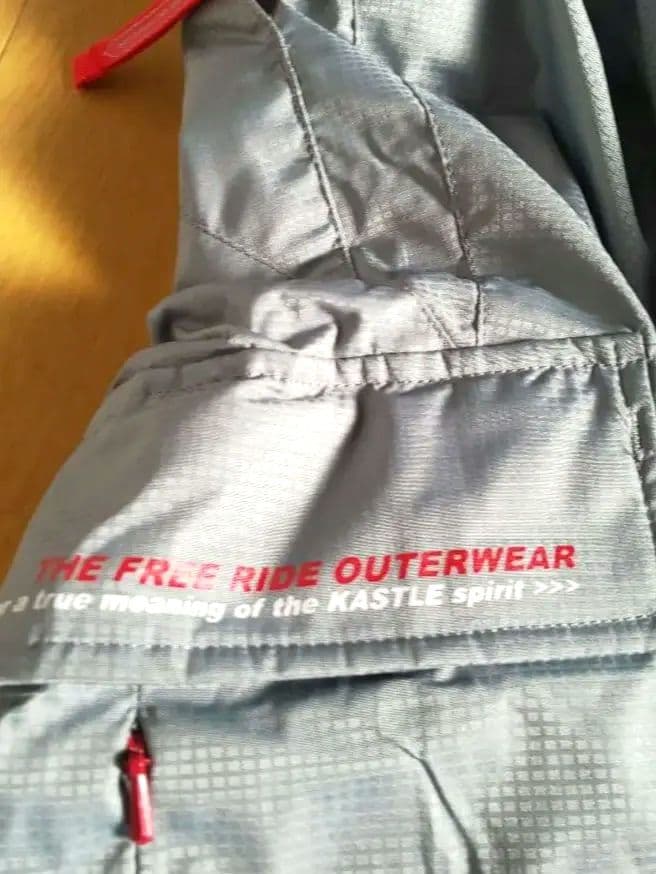 THE FREE RIDE OUTERWEAR
a true meaning of the KASTLE spirit >>>